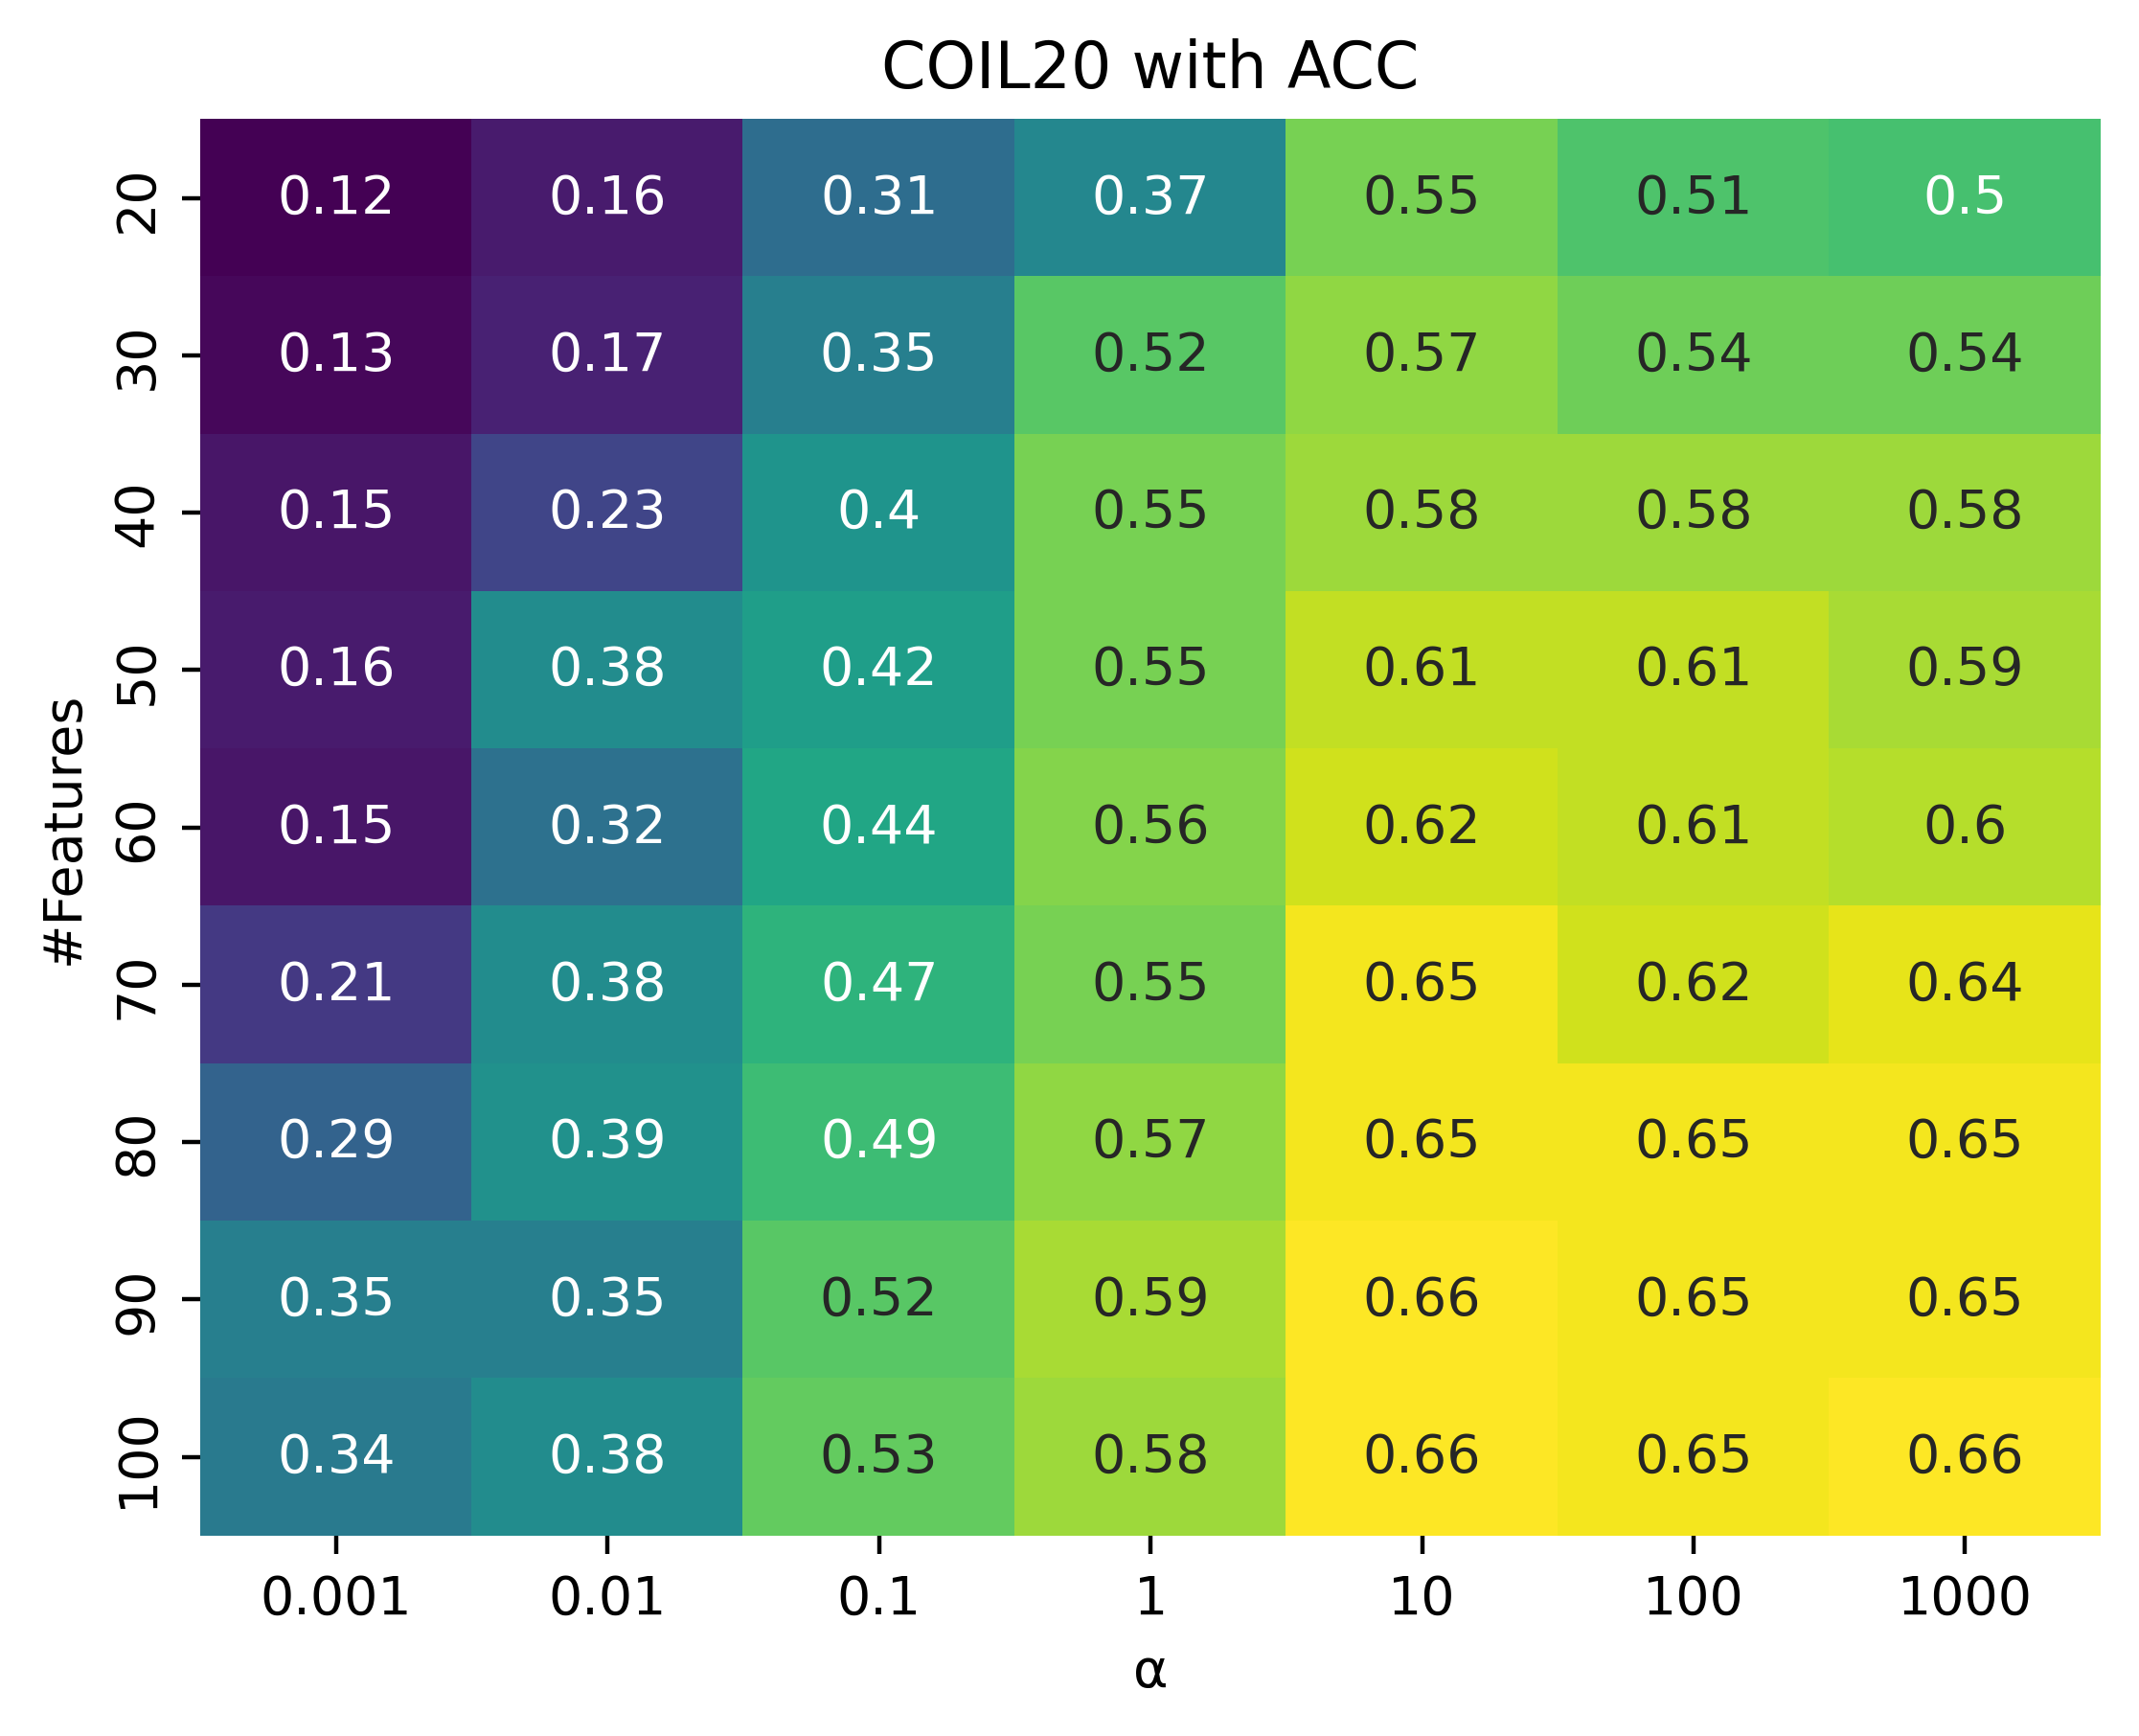 COIL20 with ACC
#Features
20 0.12 0.16 0.31 0.37 0.55 0.51 0.5
30 0.13 0.17 0.35 0.52 0.57 0.54 0.54
40 0.15 0.23 0.4 0.55 0.58 0.58 0.58
50 0.16 0.38 0.42 0.55 0.61 0.61 0.59
60 0.15 0.32 0.44 0.56 0.62 0.61 0.6
70 0.21 0.38 0.47 0.55 0.65 0.62 0.64
80 0.29 0.39 0.49 0.57 0.65 0.65 0.65
90 0.35 0.35 0.52 0.59 0.66 0.65 0.65
100 0.34 0.38 0.53 0.58 0.66 0.65 0.66
0.001 0.01 0.1 1 10 100 1000
α